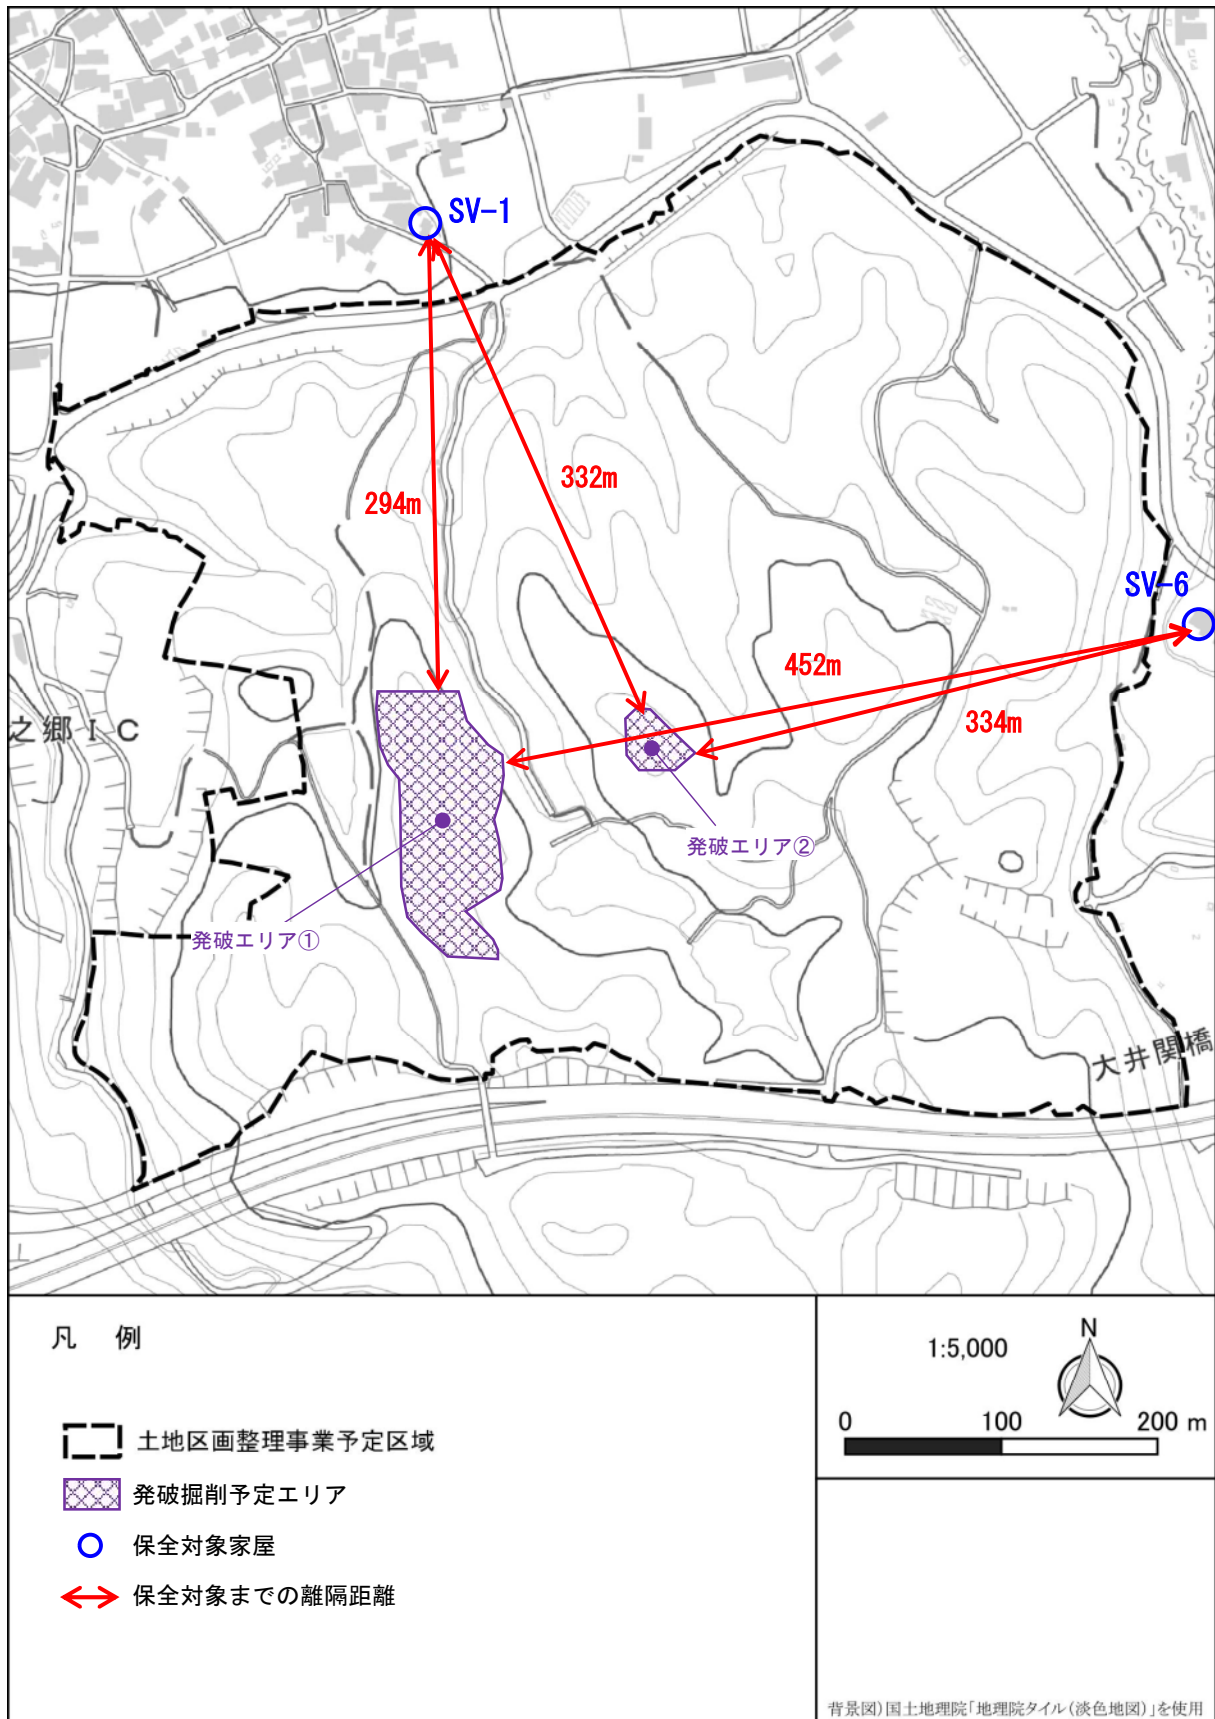 SV-1
332m
294m
SV-6
452m
之郷ＩＣ
334m
発破エリア②
発破エリア①
大井関橋
凡 例
土地区画整理事業予定区域
発破掘削予定エリア
保全対象家屋
保全対象までの離隔距離
1:5,000
N
0 100 200 m
背景図)国土地理院「地理院タイル(淡色地図)」を使用